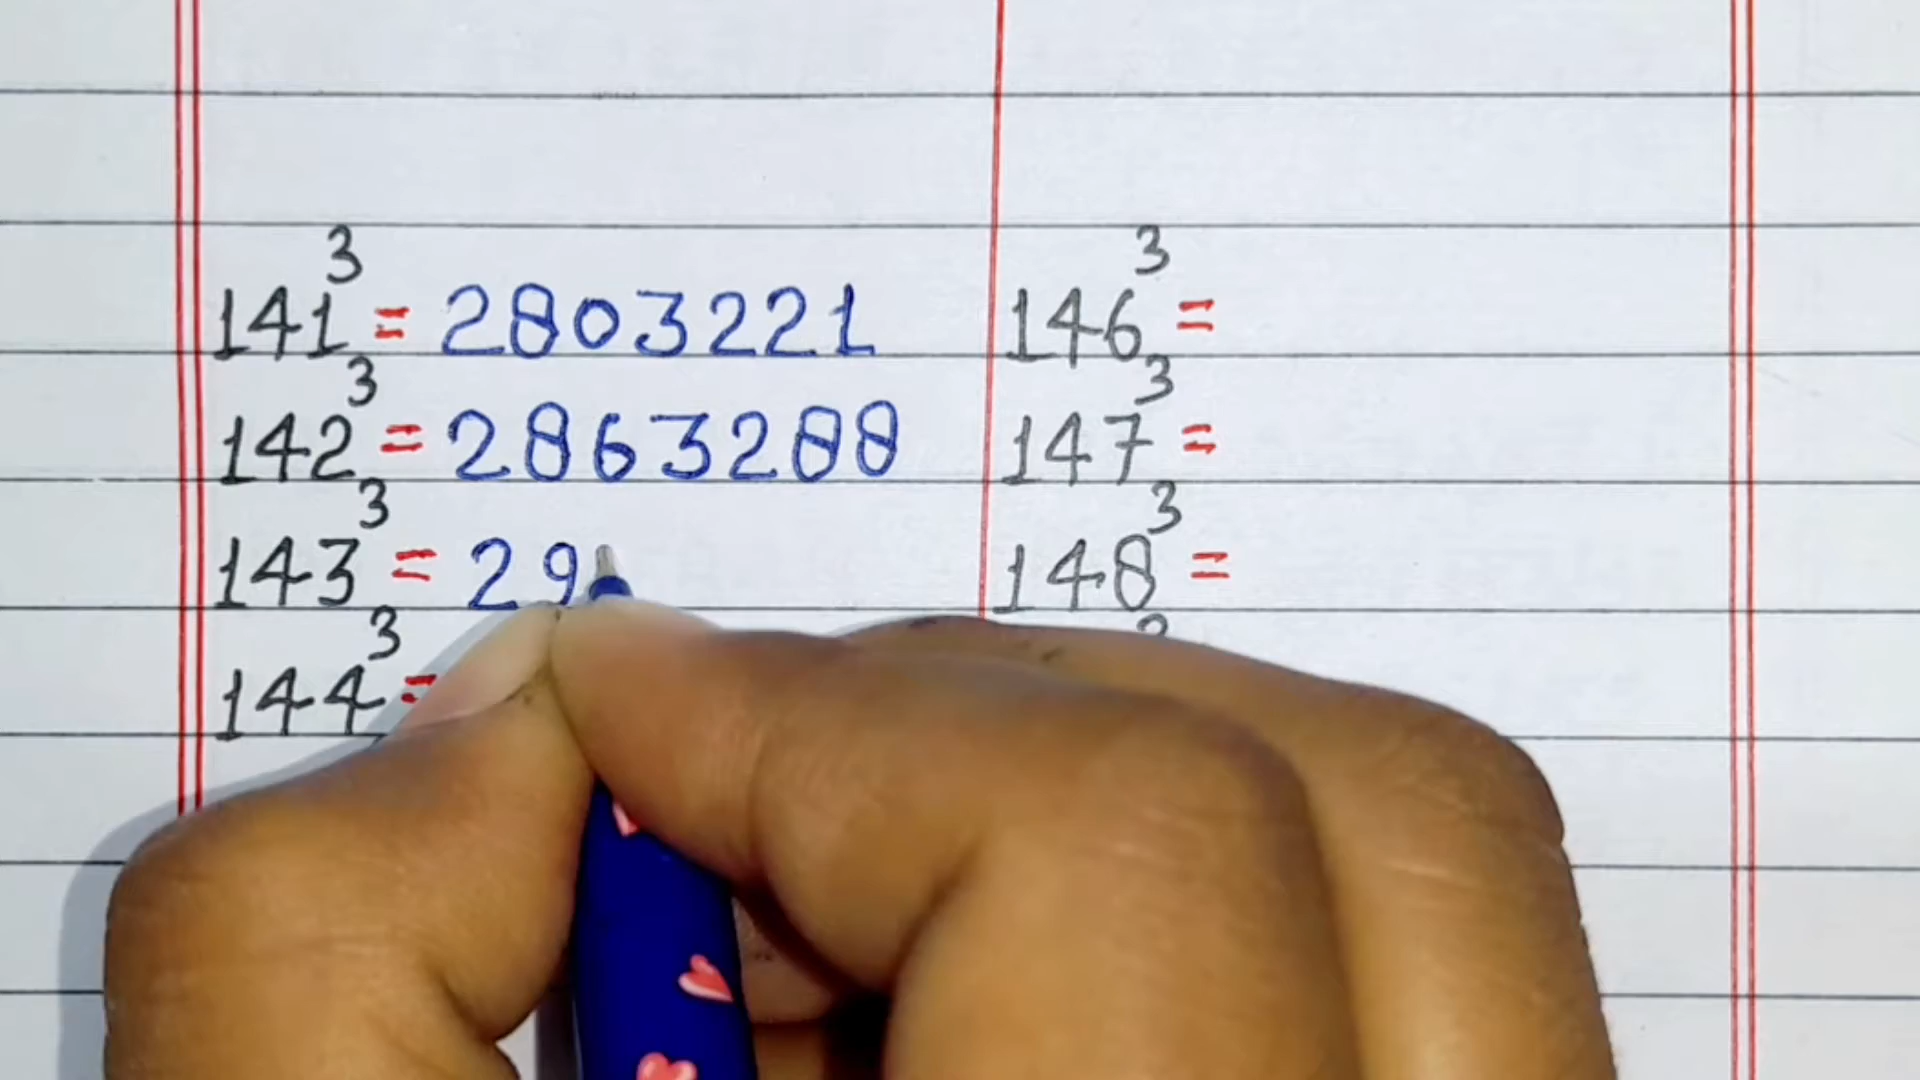 141³ = 2803221
142³ = 2863288
143³ = 29
144³ =
146³ =
147³ =
148³ =